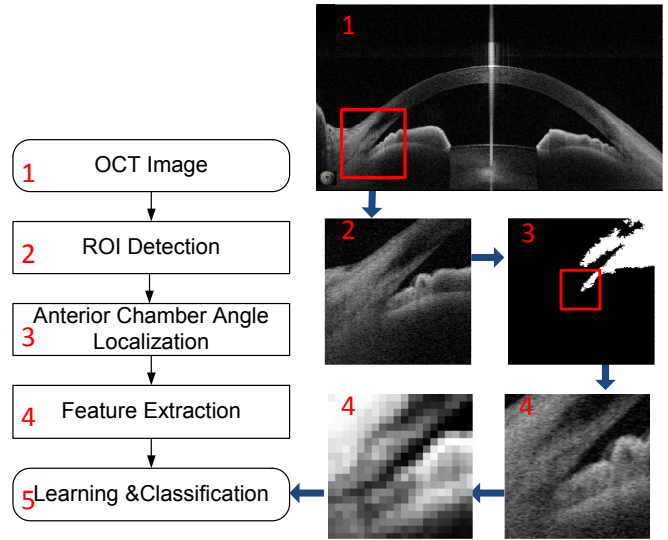 1 OCT Image
2 ROI Detection
3 Anterior Chamber Angle
Localization
4 Feature Extraction
5 Learning &Classification
1
2
3
4
4